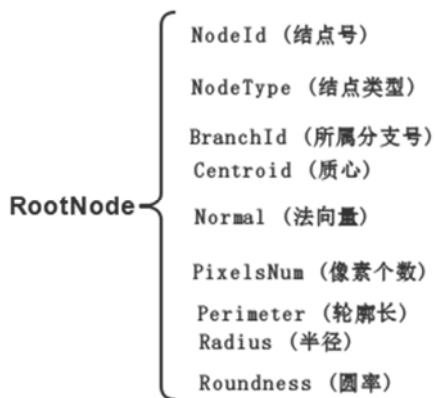 NodeId (结点号)
NodeType (结点类型)
BranchId (所属分支号)
Centroid (质心)
RootNode
Normal (法向量)
PixelsNum (像素个数)
Perimeter (轮廓长)
Radius (半径)
Roundness (圆率)